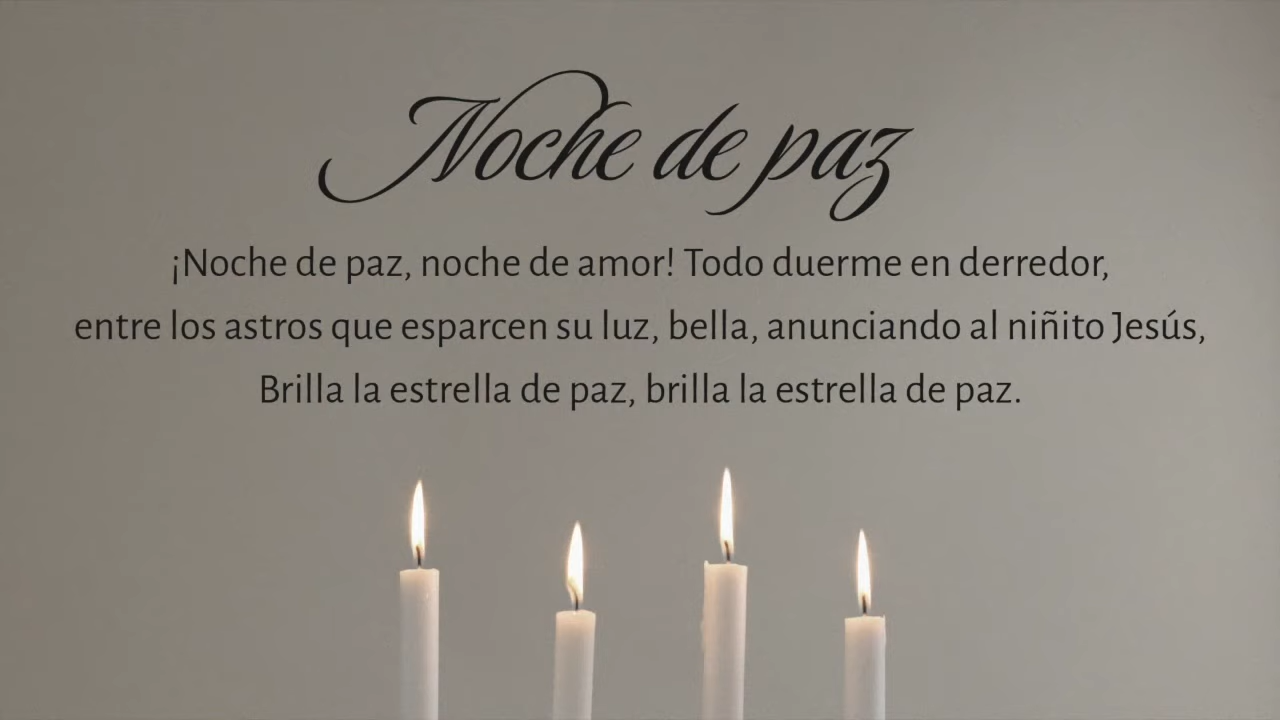 Noche de paz
¡Noche de paz, noche de amor! Todo duerme en derredor,
entre los astros que esparcen su luz, bella, anunciando al niñito Jesús,
Brilla la estrella de paz, brilla la estrella de paz.